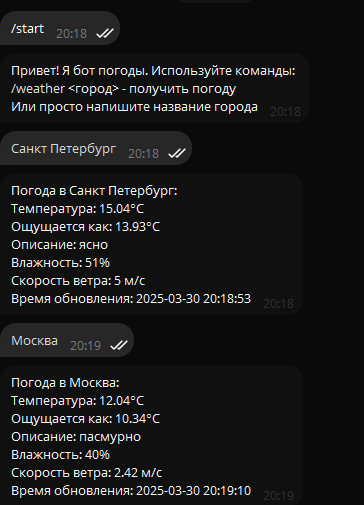 /start
20:18
Привет! Я бот погоды. Используйте команды:
/weather <город> - получить погоду
Или просто напишите название города
20:18
Санкт Петербург
20:18
Погода в Санкт Петербург:
Температура: 15.04°C
Ощущается как: 13.93°C
Описание: ясно
Влажность: 51%
Скорость ветра: 5 м/с
Время обновления: 2025-03-30 20:18:53
20:18
Москва
20:19
Погода в Москва:
Температура: 12.04°C
Ощущается как: 10.34°C
Описание: пасмурно
Влажность: 40%
Скорость ветра: 2.42 м/с
Время обновления: 2025-03-30 20:19:10
20:19